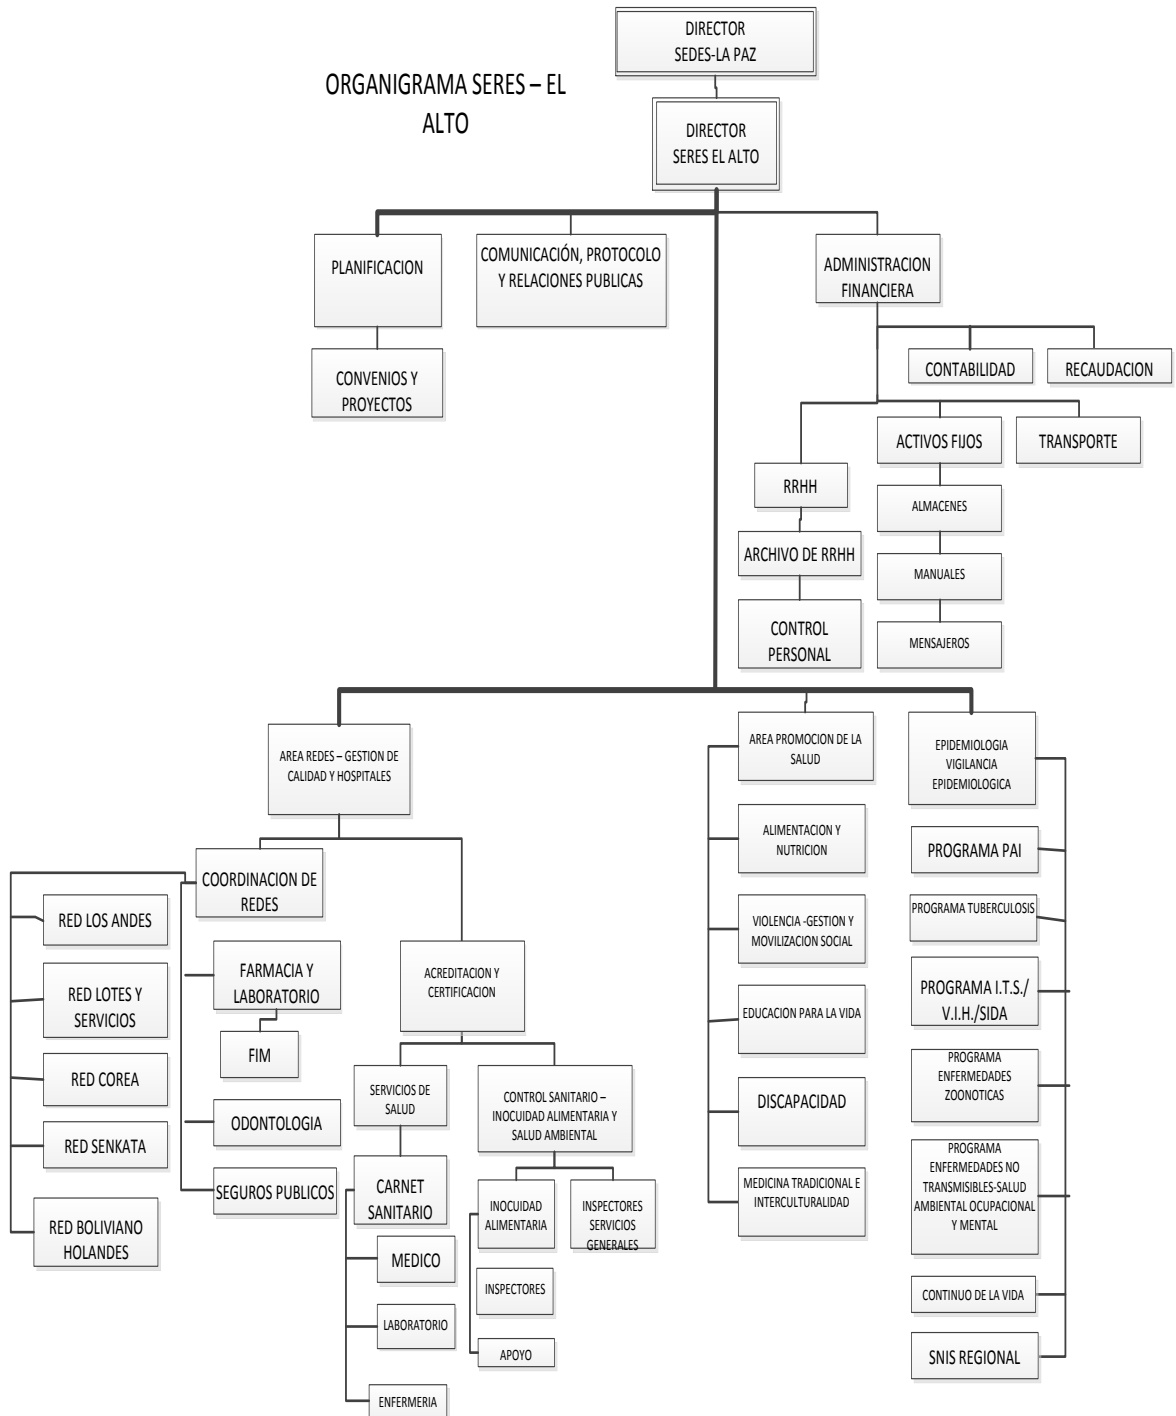 DIRECTOR
SEDES-LA PAZ
ORGANIGRAMA SERES – EL
ALTO
DIRECTOR
SERES EL ALTO
PLANIFICACION
COMUNICACIÓN, PROTOCOLO
Y RELACIONES PUBLICAS
ADMINISTRACION
FINANCIERA
CONVENIOS Y
PROYECTOS
CONTABILIDAD
RECAUDACION
ACTIVOS FIJOS
TRANSPORTE
RRHH
ALMACENES
ARCHIVO DE RRHH
MANUALES
CONTROL
PERSONAL
MENSAJEROS
AREA REDES – GESTION DE
CALIDAD Y HOSPITALES
AREA PROMOCION DE LA
SALUD
EPIDEMIOLOGIA
VIGILANCIA
EPIDEMIOLOGICA
COORDINACION DE
REDES
RED LOS ANDES
RED LOTES Y
SERVICIOS
RED COREA
RED SENKATA
RED BOLIVIANO
HOLANDES
FARMACIA Y
LABORATORIO
FIM
ODONTOLOGIA
SEGUROS PUBLICOS
ACREDITACION Y
CERTIFICACION
SERVICIOS DE
SALUD
CARNET
SANITARIO
MEDICO
LABORATORIO
ENFERMERIA
CONTROL SANITARIO –
INOCUIDAD ALIMENTARIA Y
SALUD AMBIENTAL
INOCUIDAD
ALIMENTARIA
INSPECTORES
APOYO
INSPECTORES
SERVICIOS
GENERALES
ALIMENTACION Y
NUTRICION
VIOLENCIA -GESTION Y
MOVILIZACION SOCIAL
EDUCACION PARA LA VIDA
DISCAPACIDAD
MEDICINA TRADICIONAL E
INTERCULTURALIDAD
PROGRAMA PAI
PROGRAMA TUBERCULOSIS
PROGRAMA I.T.S./
V.I.H./SIDA
PROGRAMA
ENFERMEDADES
ZOONOTICAS
PROGRAMA
ENFERMEDADES NO
TRANSMISIBLES-SALUD
AMBIENTAL OCUPACIONAL
Y MENTAL
CONTINUO DE LA VIDA
SNIS REGIONAL